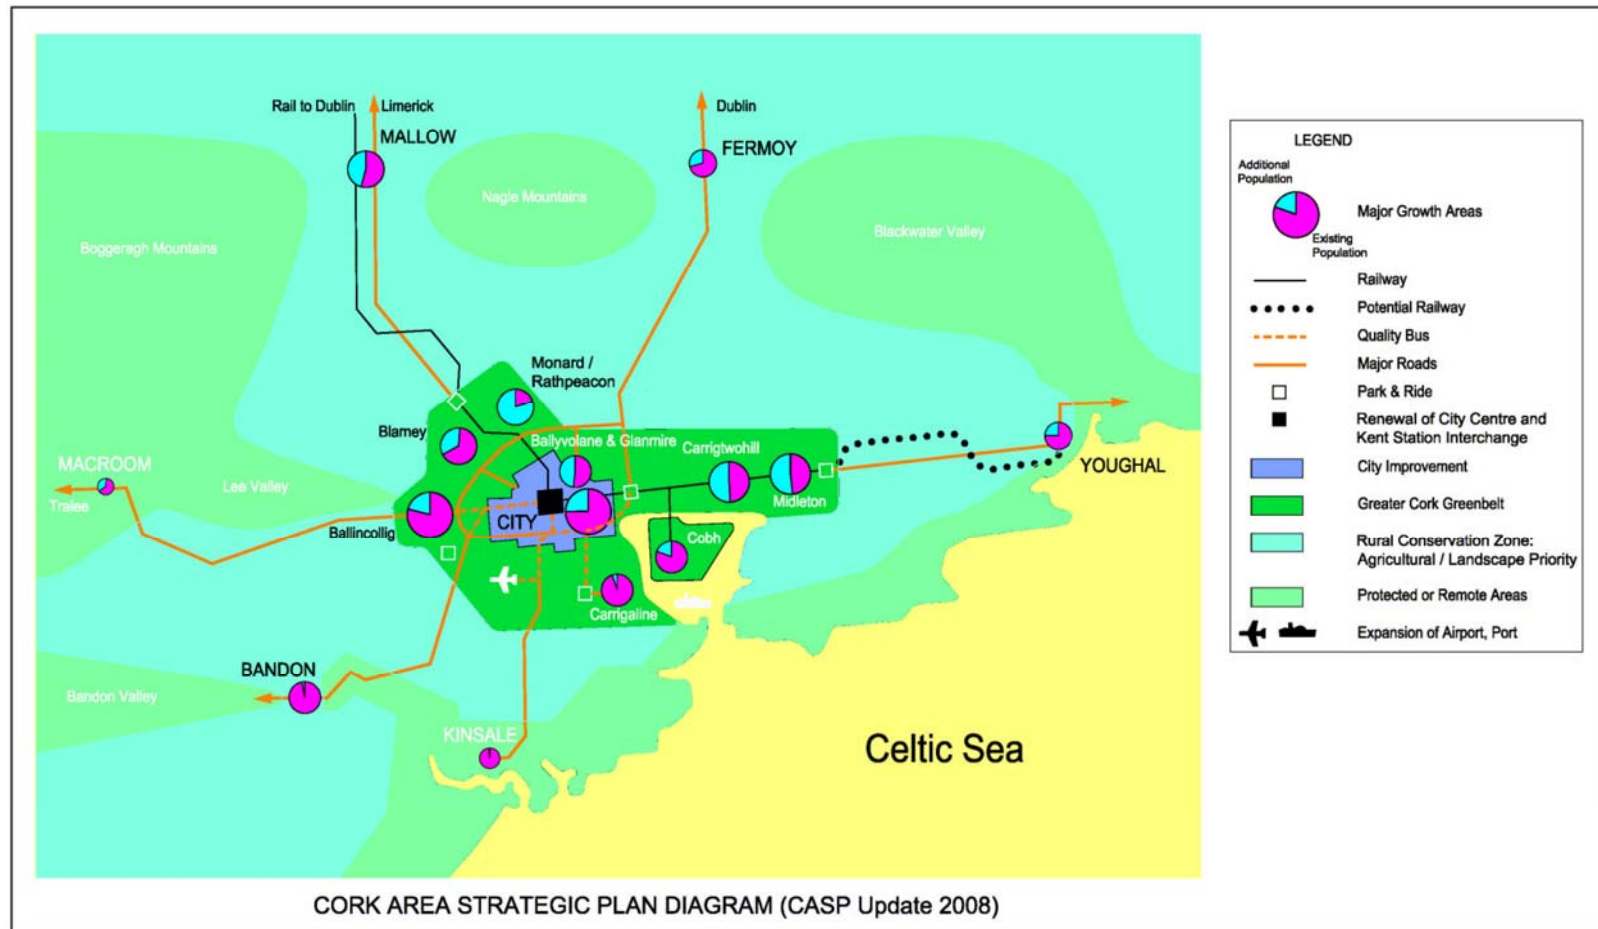 Rail to Dublin
Limerick
MALLOW
Dublin
FERMOY
Nagle Mountains
Boggeragh Mountains
Blackwater Valley
Monard /
Rathpeacon
Blarney
Ballyvolane & Glanmire
Carrigtwohill
MACROOM
Tralee
Lee Valley
YOUGHAL
Midleton
Ballincollig
CITY
Cobh
Carrigaline
BANDON
Bandon Valley
KINSALE
Celtic Sea
LEGEND
Additional
Population
Major Growth Areas
Existing
Population
Railway
Potential Railway
Quality Bus
Major Roads
Park & Ride
Renewal of City Centre and
Kent Station Interchange
City Improvement
Greater Cork Greenbelt
Rural Conservation Zone:
Agricultural / Landscape Priority
Protected or Remote Areas
Expansion of Airport, Port
CORK AREA STRATEGIC PLAN DIAGRAM (CASP Update 2008)